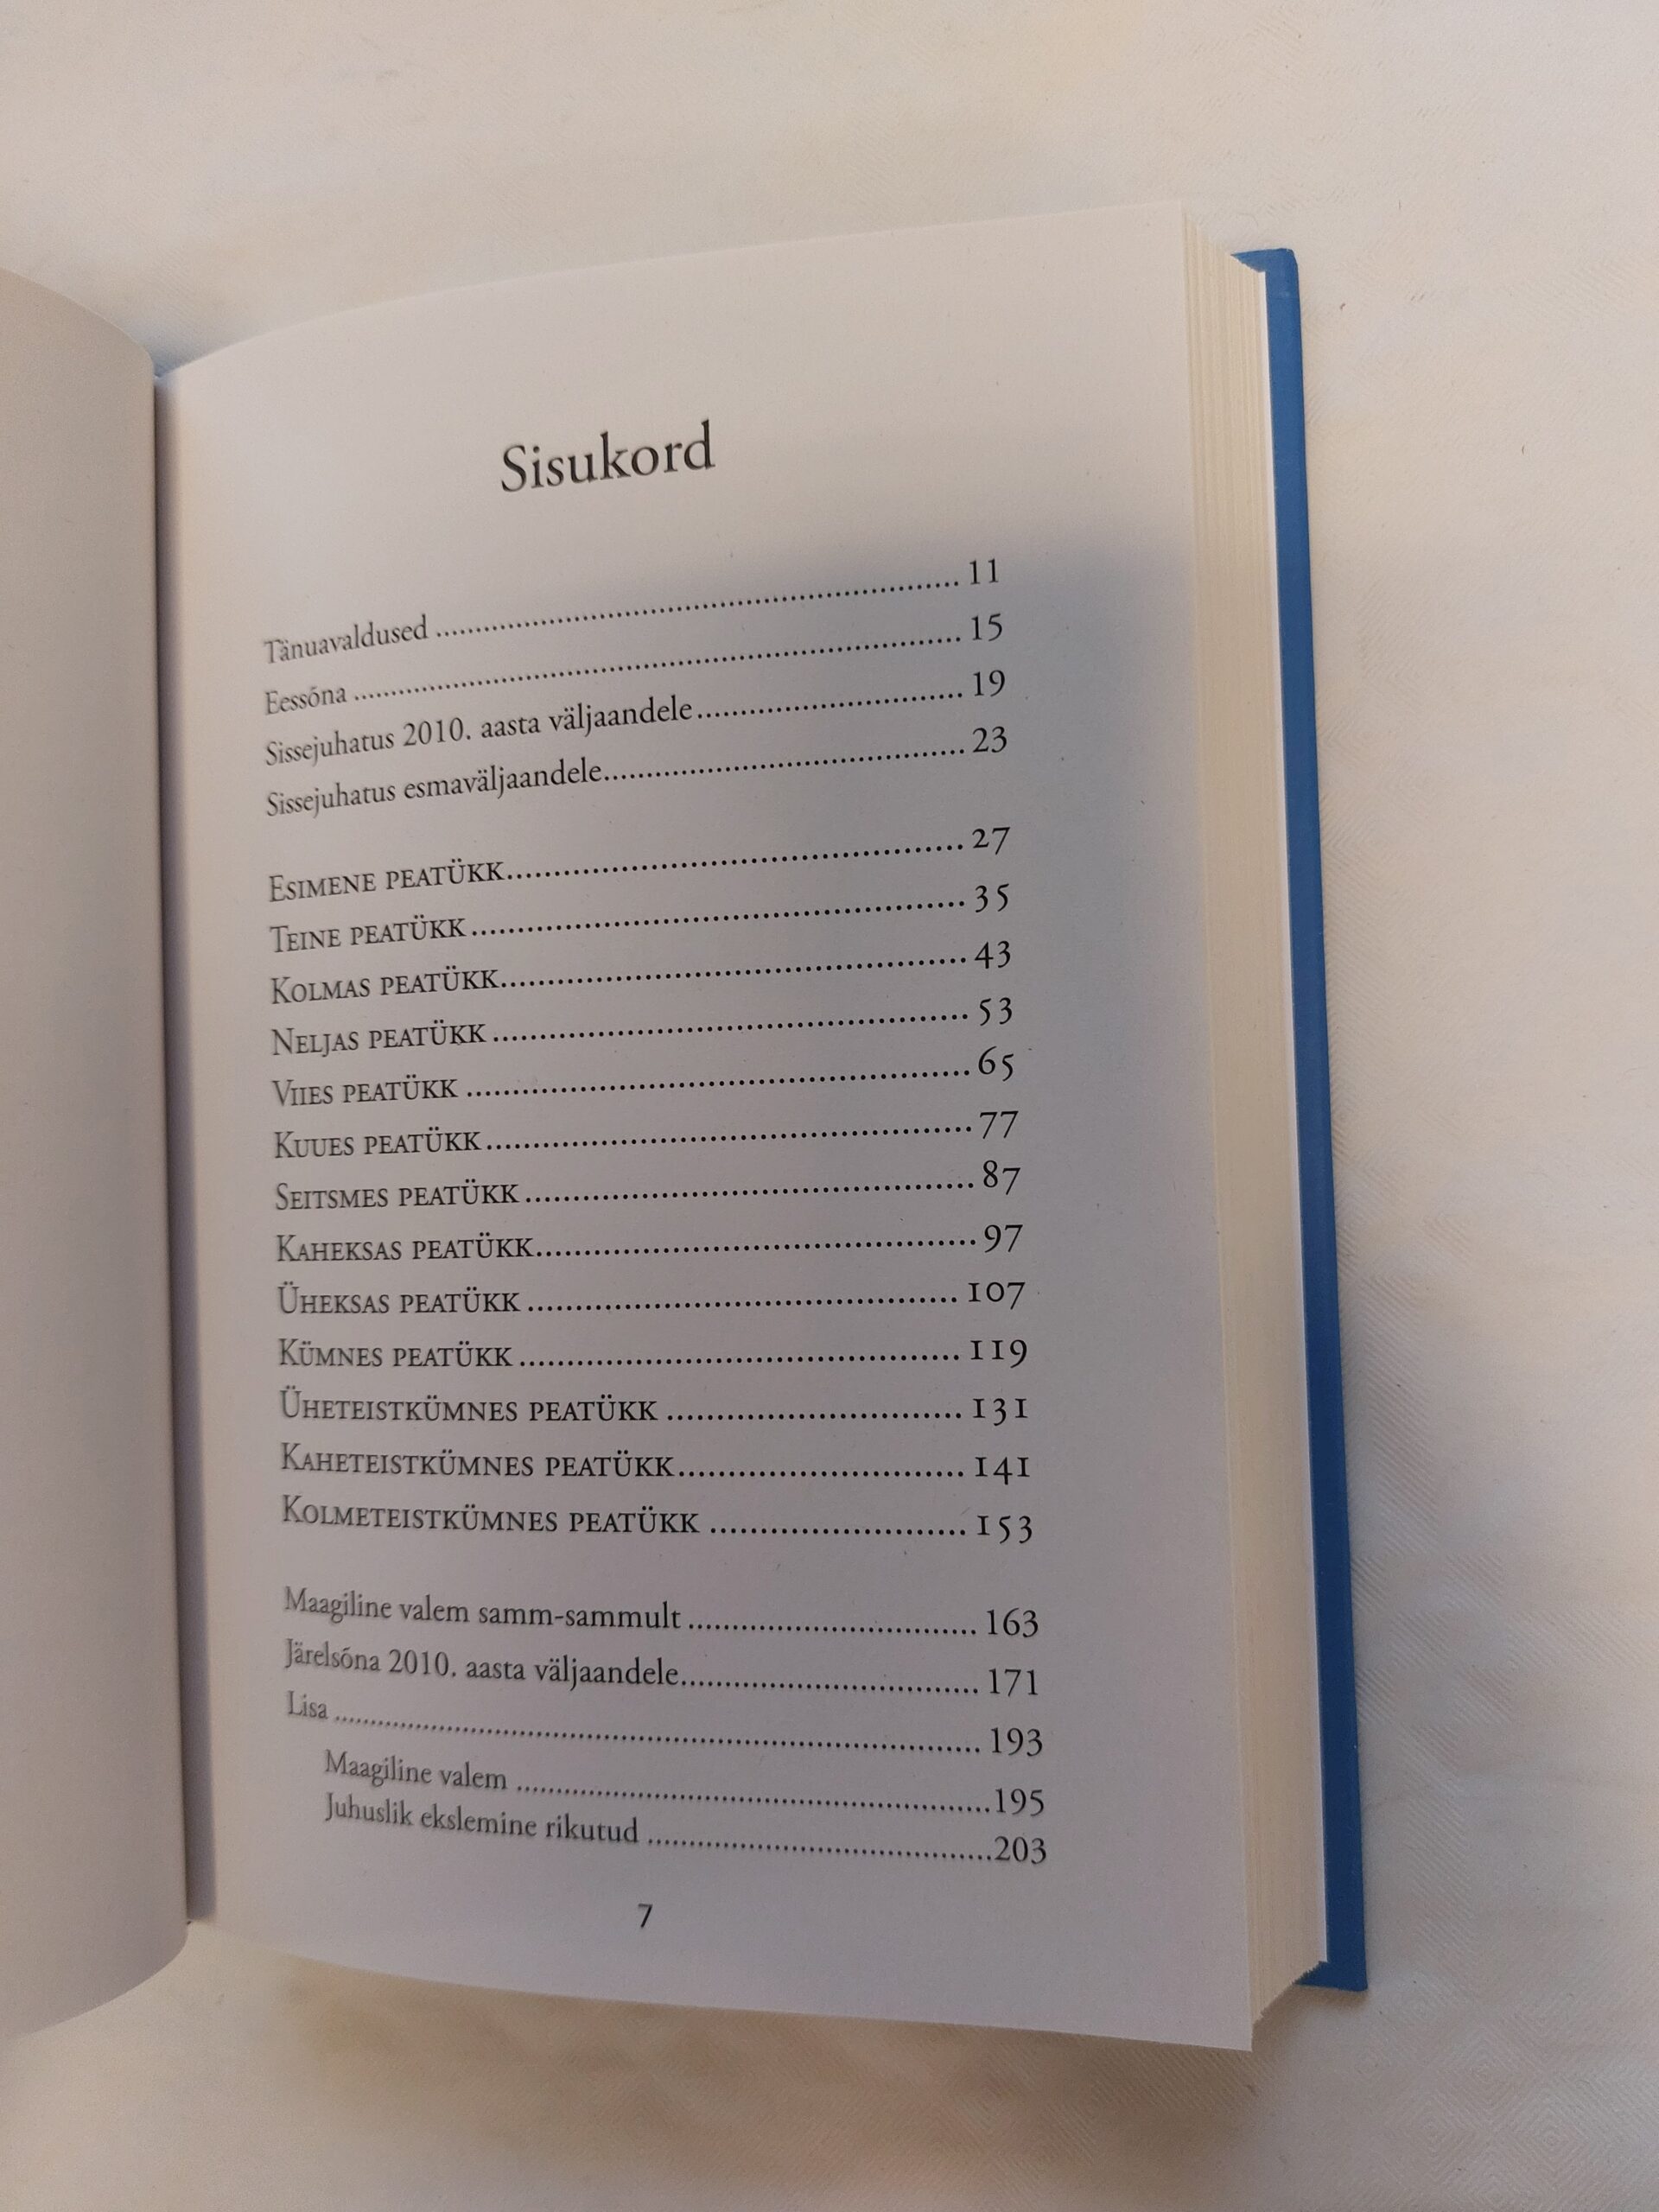 Sisukord
Tänuavaldused ........................................ 11
Eessõna ........................................ 15
Sissejuhatus 2010. aasta väljaandele ........................................ 19
Sissejuhatus esmaväljaandele ........................................ 23
Esimene peatükk ........................................ 27
Teine peatükk ........................................ 35
Kolmas peatükk ........................................ 43
Neljas peatükk ........................................ 53
Viies peatükk ........................................ 65
Kuues peatükk ........................................ 77
Seitsmes peatükk ........................................ 87
Kaheksas peatükk ........................................ 97
Üheksas peatükk ........................................ 107
Kümnes peatükk ........................................ 119
Üheteistkümnes peatükk ........................................ 131
Kaheteistkümnes peatükk ........................................ 141
Kolmeteistkümnes peatükk ........................................ 153
Maagiline valem samm-sammult ........................................ 163
Järelsõna 2010. aasta väljaandele ........................................ 171
Lisa ........................................ 193
Maagiline valem ........................................ 195
Juhuslik ekslemine rikutud ........................................ 203
7